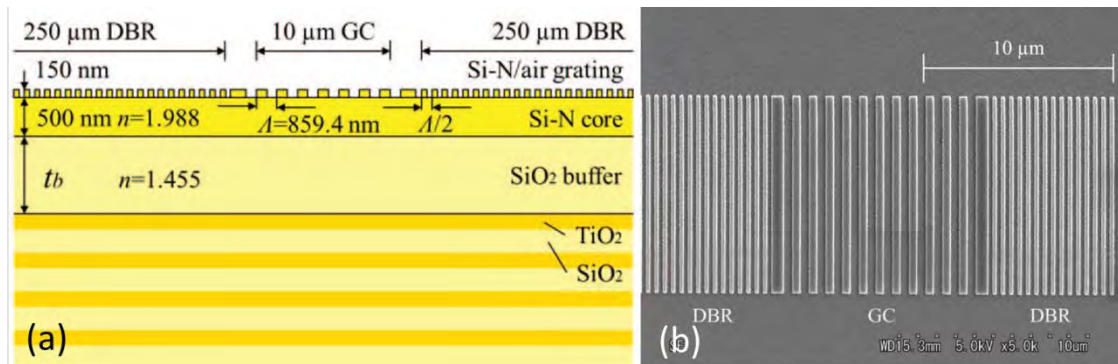 250 μm DBR
10 μm GC
250 μm DBR
150 nm
Si-N/air grating
500 nm n=1.988
Λ=859.4 nm
Λ/2
Si-N core
tb
n=1.455
SiO2 buffer
TiO2
SiO2
(a)
10 μm
DBR
GC
DBR
(b)
SE
WD15.3mm 5.0kV x5.0k 10um